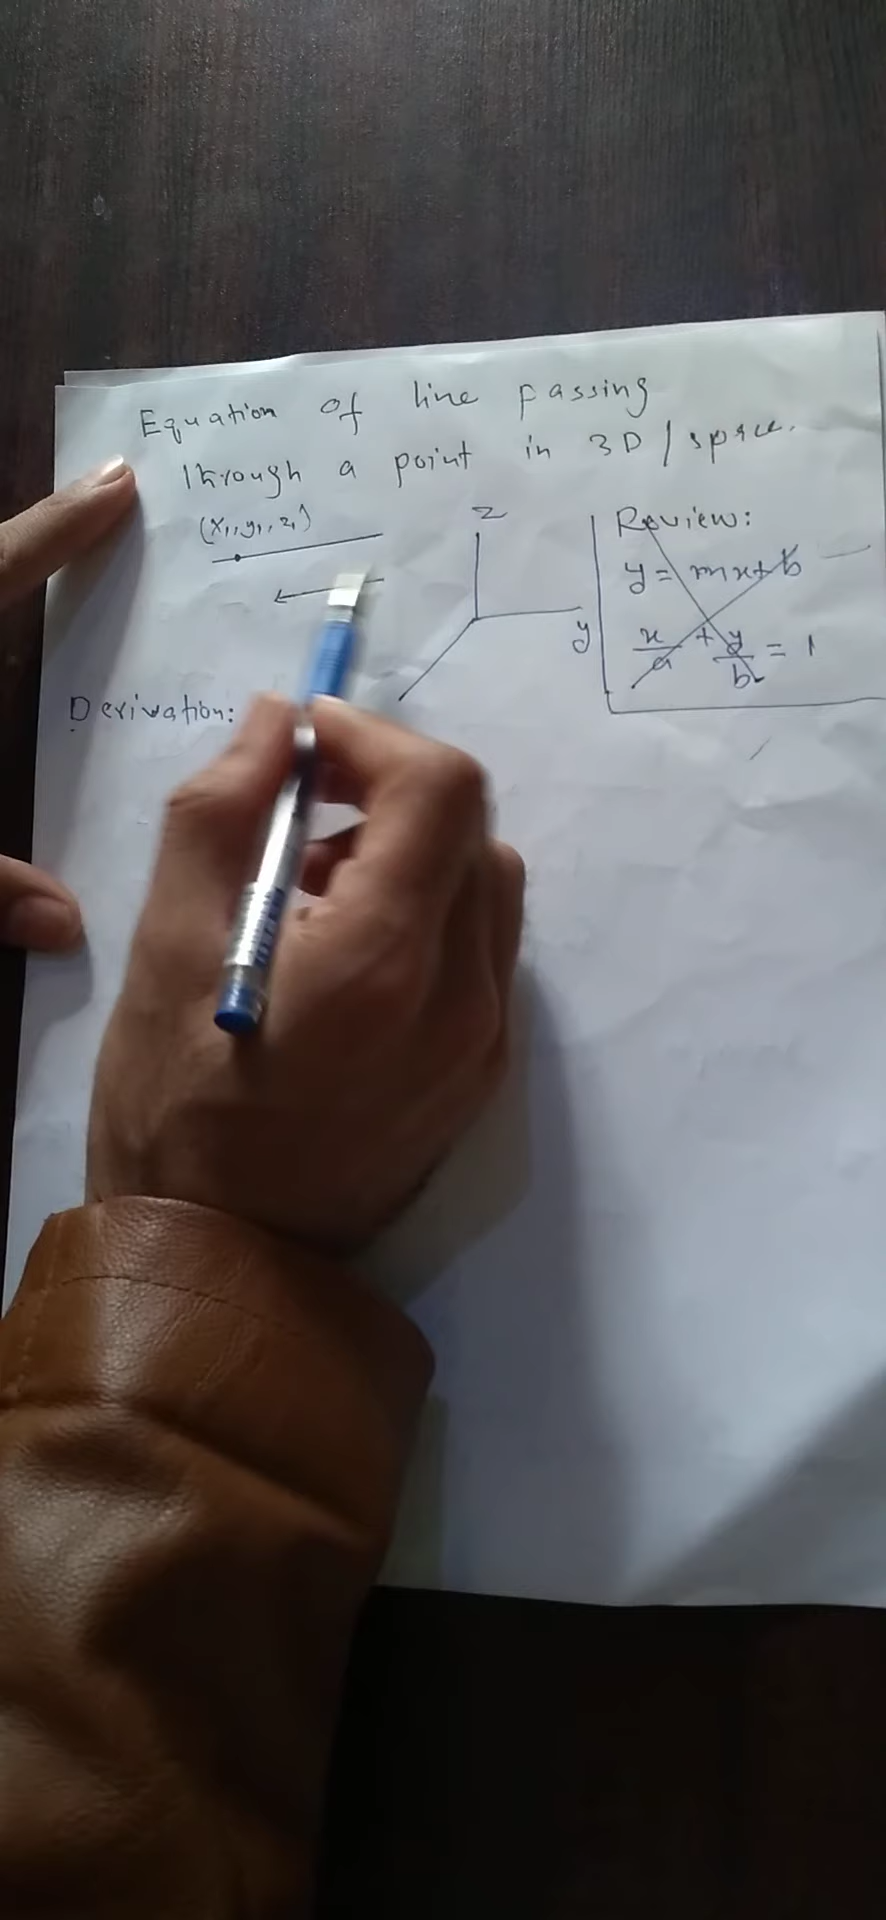 Equation of line passing
through a point in 3D / space.
(x₁, y₁, z₁)
z
y
Review:
y = mx + b
x/a + y/b = 1
Derivation: